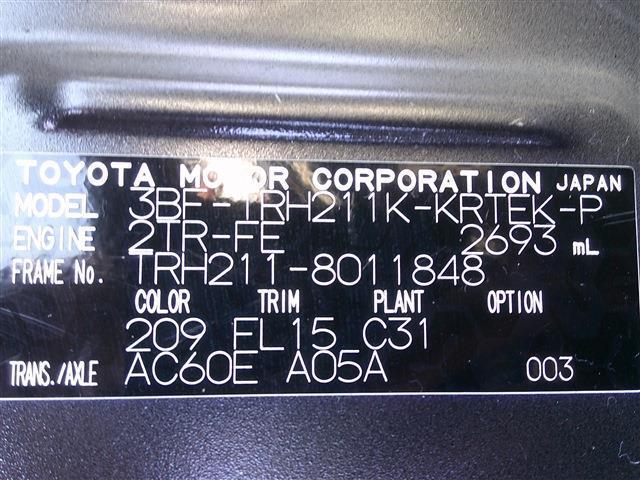 TOYOTA MOTOR CORPORATION JAPAN
MODEL 3BF-TRH211K-KRTEK-P
ENGINE 2TR-FE 2693 mL
FRAME No. TRH211-8011848
COLOR TRIM PLANT OPTION
209 FL15 C31
TRANS./AXLE AC60E A05A 003